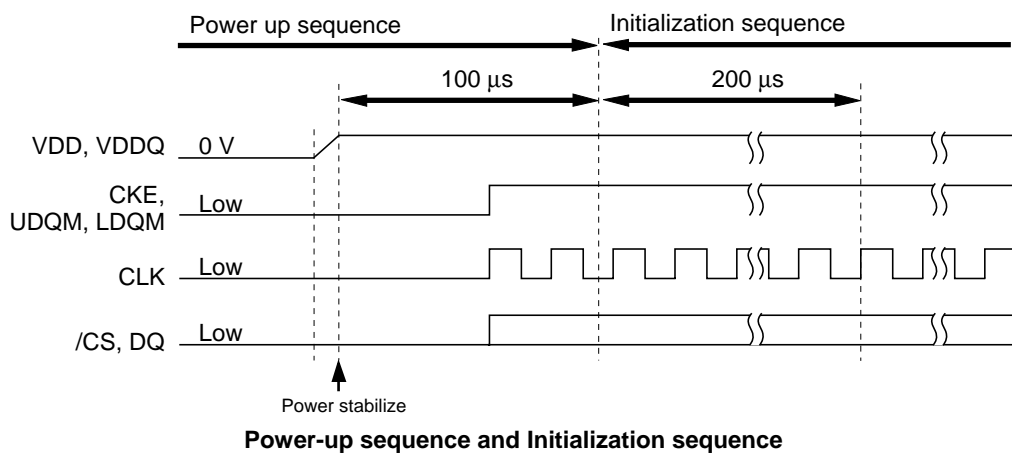 Power up sequence
Initialization sequence
100 µs
200 µs
VDD, VDDQ
0 V
CKE,
UDQM, LDQM
Low
CLK
Low
/CS, DQ
Low
Power stabilize
Power-up sequence and Initialization sequence